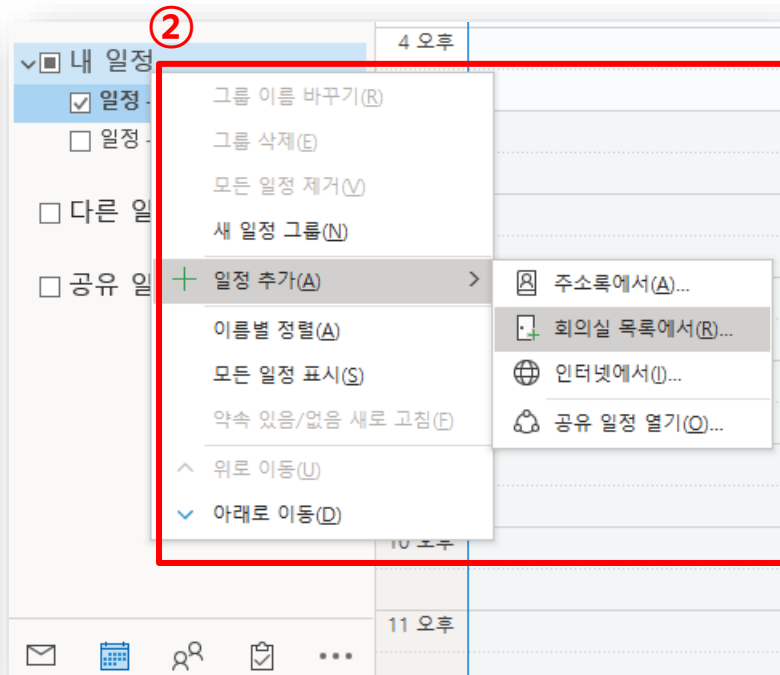 ②
4 오후
내 일정
일정 -
일정 -
다른 일
공유 일
그룹 이름 바꾸기(R)
그룹 삭제(E)
모든 일정 제거(V)
새 일정 그룹(N)
일정 추가(A)
이름별 정렬(A)
모든 일정 표시(S)
약속 있음/없음 새로 고침(F)
위로 이동(U)
아래로 이동(D)
주소록에서(A)...
회의실 목록에서(R)...
인터넷에서(I)...
공유 일정 열기(O)...
10 오후
11 오후